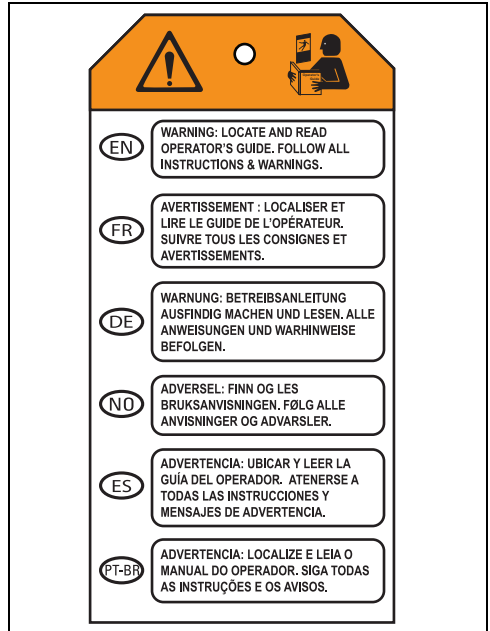 EN
WARNING: LOCATE AND READ
OPERATOR'S GUIDE. FOLLOW ALL
INSTRUCTIONS & WARNINGS.
FR
AVERTISSEMENT : LOCALISER ET
LIRE LE GUIDE DE L'OPÉRATEUR.
SUIVRE TOUS LES CONSIGNES ET
AVERTISSEMENTS.
DE
WARNUNG: BETREIBSANLEITUNG
AUSFINDIG MACHEN UND LESEN. ALLE
ANWEISUNGEN UND WARHINWEISE
BEFOLGEN.
NO
ADVERSEL: FINN OG LES
BRUKSANVISNINGEN. FØLG ALLE
ANVISNINGER OG ADVARSLER.
ES
ADVERTENCIA: UBICAR Y LEER LA
GUÍA DEL OPERADOR. ATENERSE A
TODAS LAS INSTRUCCIONES Y
MENSAJES DE ADVERTENCIA.
PT-BR
ADVERTENCIA: LOCALIZE E LEIA O
MANUAL DO OPERADOR. SIGA TODAS
AS INSTRUÇÕES E OS AVISOS.